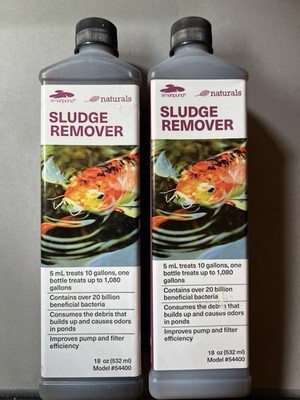 smartpond® naturals
SLUDGE
REMOVER
5 mL treats 10 gallons, one
bottle treats up to 1,080
gallons
Contains over 20 billion
beneficial bacteria
Consumes the debris that
builds up and causes odors
in ponds
Improves pump and filter
efficiency
18 oz (532 ml)
Model #54400
smartpond® naturals
SLUDGE
REMOVER
5 mL treats 10 gallons, one
bottle treats up to 1,080
gallons
Contains over 20 billion
beneficial bacteria
Consumes the debris that
builds up and causes odors
in ponds
Improves pump and filter
efficiency
18 oz (532 ml)
Model #54400